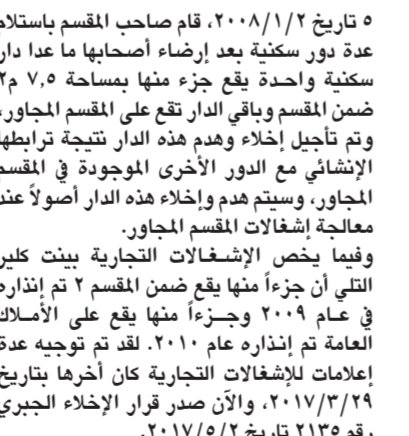 ٥ تاريخ ٢٠٠٨/١/٢، قام صاحب المقسم باستلام
عدة دور سكنية بعد إرضاء أصحابها ما عدا دار
سكنية واحدة يقع جزء منها بمساحة ٧,٥ م٢
ضمن المقسم وباقي الدار تقع على المقسم المجاور،
وتم تأجيل إخلاء وهدم هذه الدار نتيجة ترابطها
الإنشائي مع الدور الأخرى الموجودة في المقسم
المجاور، وسيتم هدم وإخلاء هذه الدار أصولاً عند
معالجة إشغالات المقسم المجاور.
وفيما يخص الإشغالات التجارية بينت كلير
التلي أن جزءاً منها يقع ضمن المقسم ٢ تم إنذاره
في عام ٢٠٠٩ وجزءاً منها يقع على الأملاك
العامة تم إنذاره عام ٢٠١٠. لقد تم توجيه عدة
إعلامات للإشغالات التجارية كان أخرها بتاريخ
٢٠١٧/٣/٢٩، والآن صدر قرار الإخلاء الجبري
رقم ٢١٣٥ تاريخ ٢٠١٧/٥/٢.